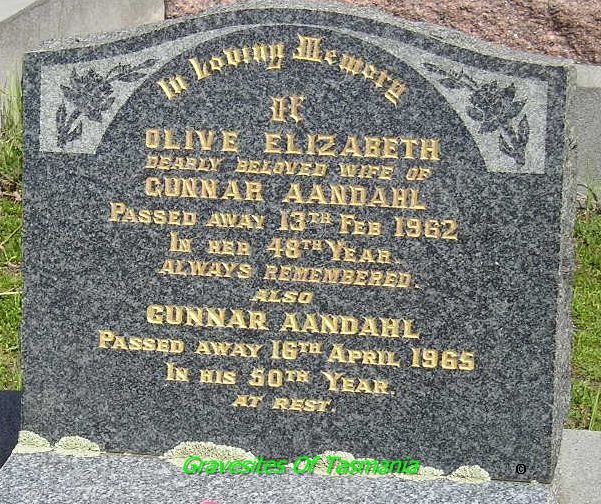 In Loving Memory
OF
OLIVE ELIZABETH
DEARLY BELOVED WIFE OF
GUNNAR AANDAHL
PASSED AWAY 13TH FEB 1962
IN HER 48TH YEAR.
ALWAYS REMEMBERED.
ALSO
GUNNAR AANDAHL
PASSED AWAY 16TH APRIL 1965
IN HIS 50TH YEAR.
AT REST.
Gravesites Of Tasmania
©